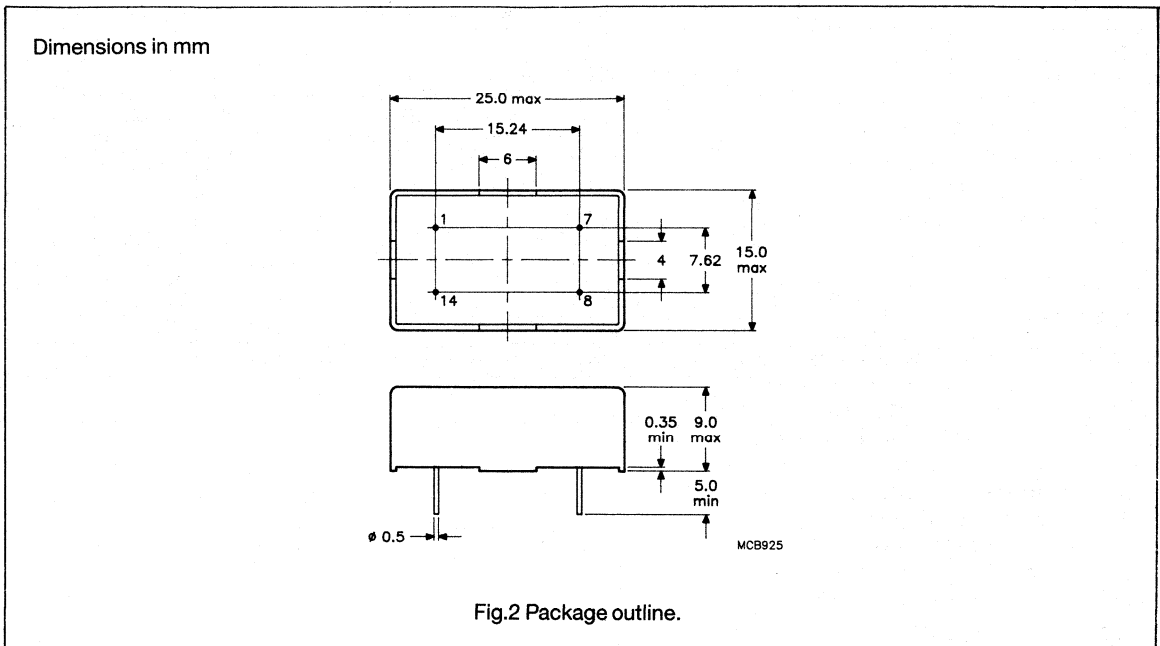 Dimensions in mm
25.0 max
15.24
6
1
7
4
7.62
15.0
max
14
8
0.35
min
9.0
max
5.0
min
ø 0.5
MCB925
Fig.2 Package outline.